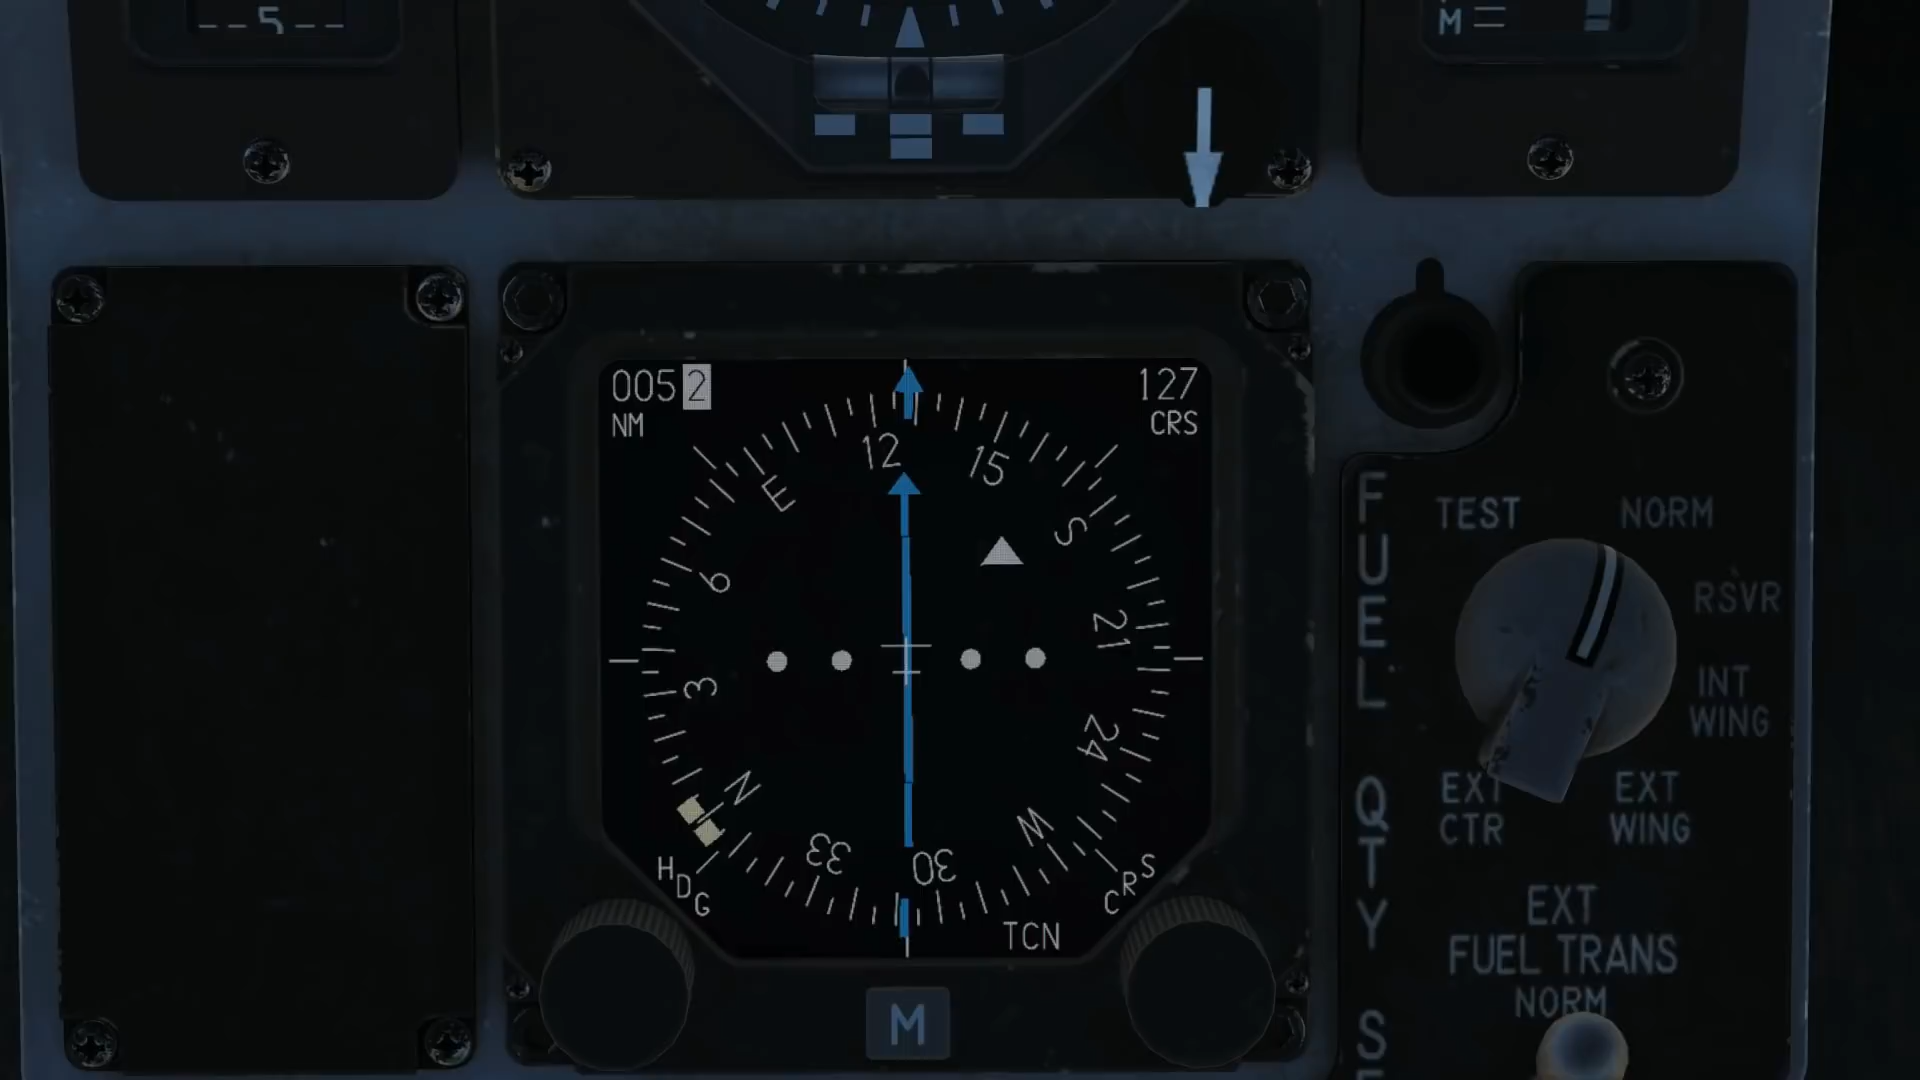 --5--
M
0052
NM
127
CRS
12
15
E
S
6
21
3
24
N
W
33
30
HDG
CRS
TCN
M
FUEL QTY SE
TEST
NORM
RSVR
INT
WING
EXT
CTR
EXT
WING
EXT
FUEL TRANS
NORM